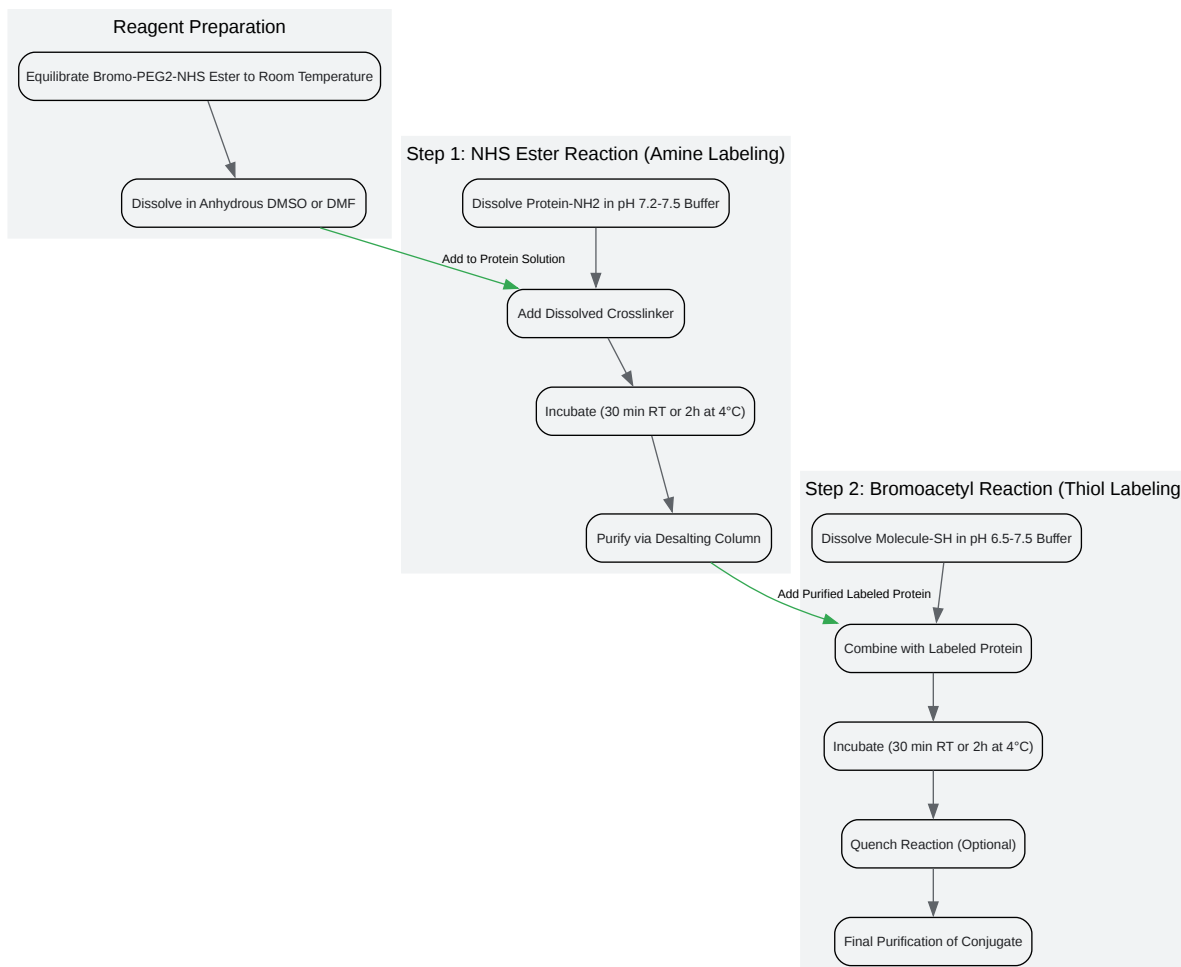 Reagent Preparation
Equilibrate Bromo-PEG2-NHS Ester to Room Temperature
Dissolve in Anhydrous DMSO or DMF
Add to Protein Solution
Step 1: NHS Ester Reaction (Amine Labeling)
Dissolve Protein-NH2 in pH 7.2-7.5 Buffer
Add Dissolved Crosslinker
Incubate (30 min RT or 2h at 4°C)
Purify via Desalting Column
Add Purified Labeled Protein
Step 2: Bromoacetyl Reaction (Thiol Labeling
Dissolve Molecule-SH in pH 6.5-7.5 Buffer
Combine with Labeled Protein
Incubate (30 min RT or 2h at 4°C)
Quench Reaction (Optional)
Final Purification of Conjugate